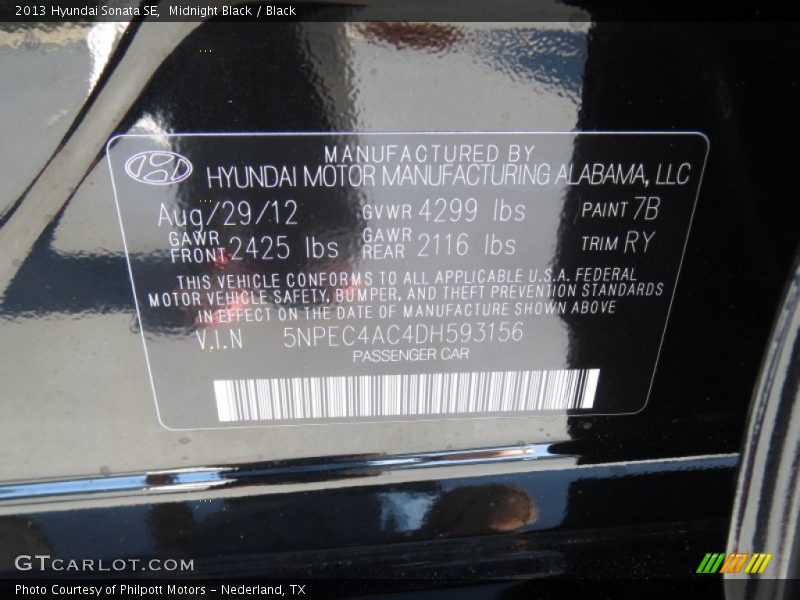 2013 Hyundai Sonata SE,  Midnight Black / Black
MANUFACTURED BY
HYUNDAI MOTOR MANUFACTURING ALABAMA, LLC
Aug/29/12 GVWR 4299 lbs PAINT 7B
GAWR FRONT 2425 lbs GAWR REAR 2116 lbs TRIM RY
THIS VEHICLE CONFORMS TO ALL APPLICABLE U.S.A. FEDERAL
MOTOR VEHICLE SAFETY, BUMPER, AND THEFT PREVENTION STANDARDS
IN EFFECT ON THE DATE OF MANUFACTURE SHOWN ABOVE
V.I.N 5NPEC4AC4DH593156
PASSENGER CAR
GTCARLOT.COM
Photo Courtesy of Philpott Motors - Nederland, TX